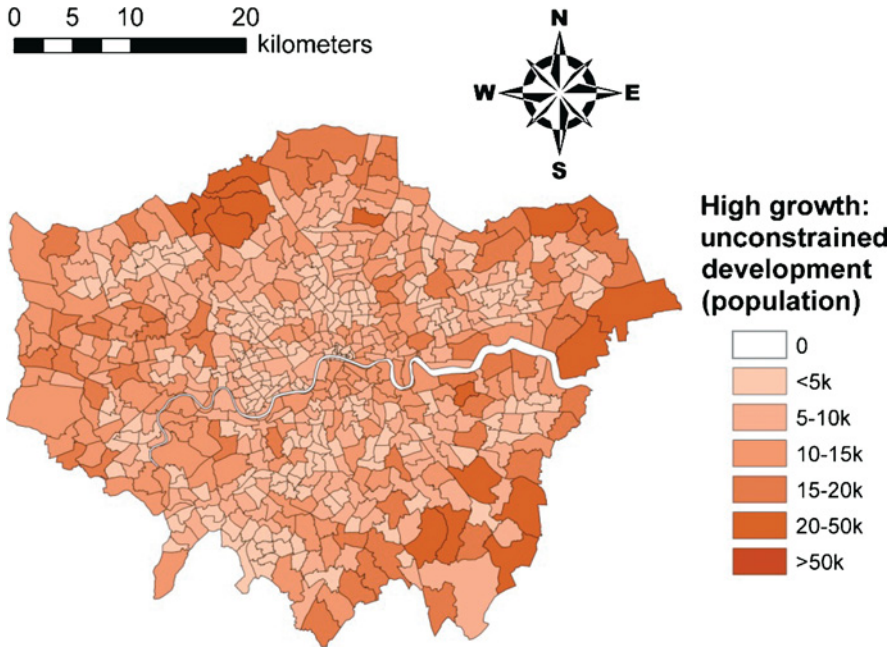 0 5 10 20
kilometers
N
W E
S
High growth:
unconstrained
development
(population)
0
<5k
5-10k
10-15k
15-20k
20-50k
>50k